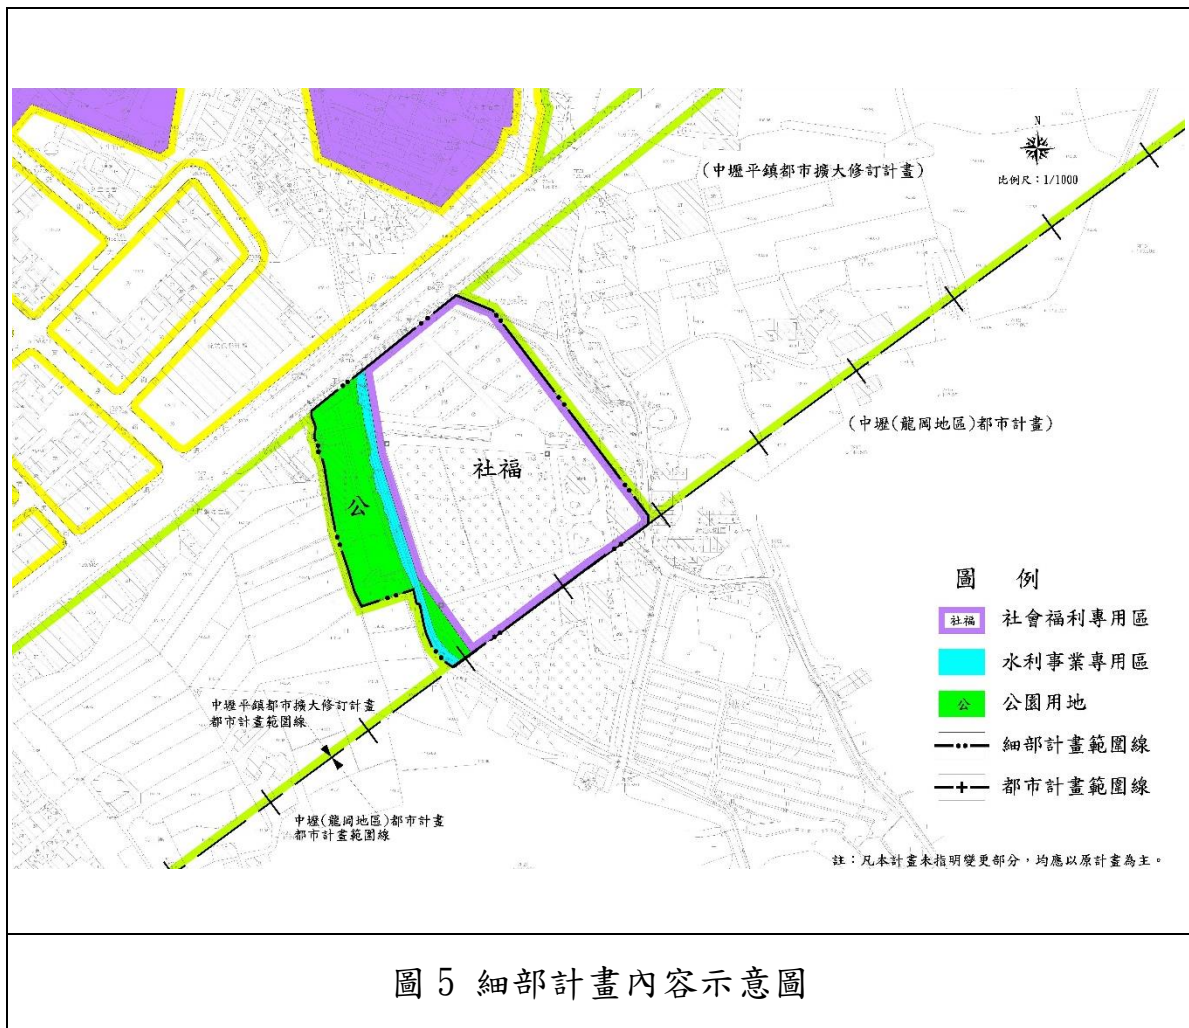 (中壢平鎮都市擴大修訂計畫)
N
比例尺：1/1000
(中壢(龍岡地區)都市計畫)
社福
公
圖 例
社福 社會福利專用區
水利事業專用區
公 公園用地
細部計畫範圍線
都市計畫範圍線
中壢平鎮都市擴大修訂計畫
都市計畫範圍線
中壢(龍岡地區)都市計畫
都市計畫範圍線
註：凡本計畫未指明變更部分，均應以原計畫為主。
圖 5 細部計畫內容示意圖